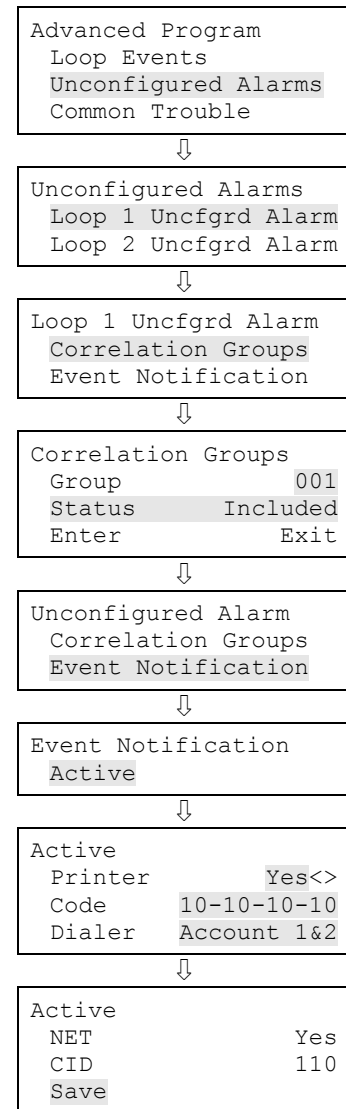 Advanced Program
Loop Events
Unconfigured Alarms
Common Trouble
⇩
Unconfigured Alarms
Loop 1 Uncfgrd Alarm
Loop 2 Uncfgrd Alarm
⇩
Loop 1 Uncfgrd Alarm
Correlation Groups
Event Notification
⇩
Correlation Groups
Group 001
Status Included
Enter Exit
⇩
Unconfigured Alarm
Correlation Groups
Event Notification
⇩
Event Notification
Active
⇩
Active
Printer Yes<>
Code 10-10-10-10
Dialer Account 1&2
⇩
Active
NET Yes
CID 110
Save